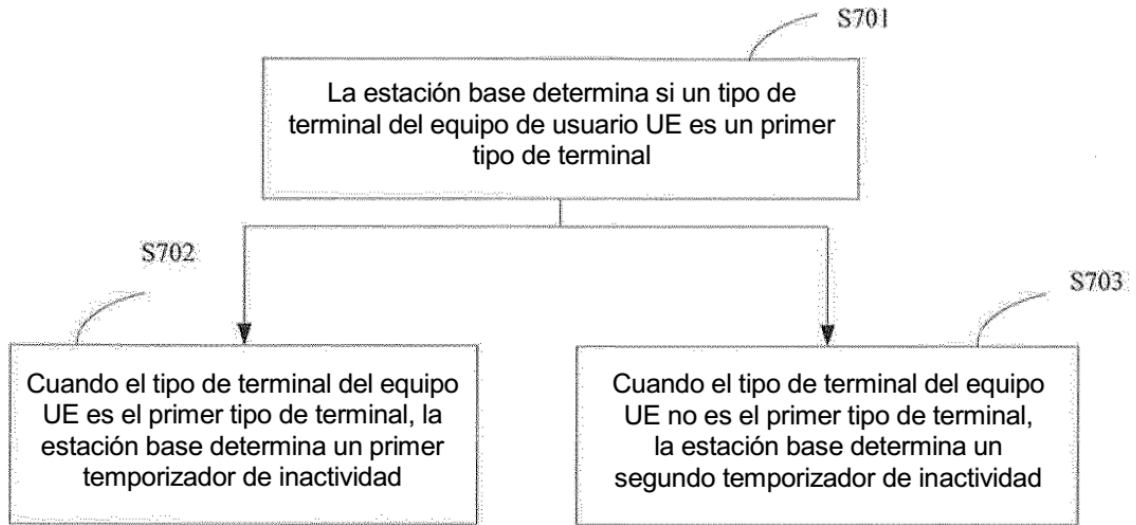 S701
La estación base determina si un tipo de
terminal del equipo de usuario UE es un primer
tipo de terminal
S702
Cuando el tipo de terminal del equipo
UE es el primer tipo de terminal, la
estación base determina un primer
temporizador de inactividad
S703
Cuando el tipo de terminal del equipo
UE no es el primer tipo de terminal,
la estación base determina un
segundo temporizador de inactividad